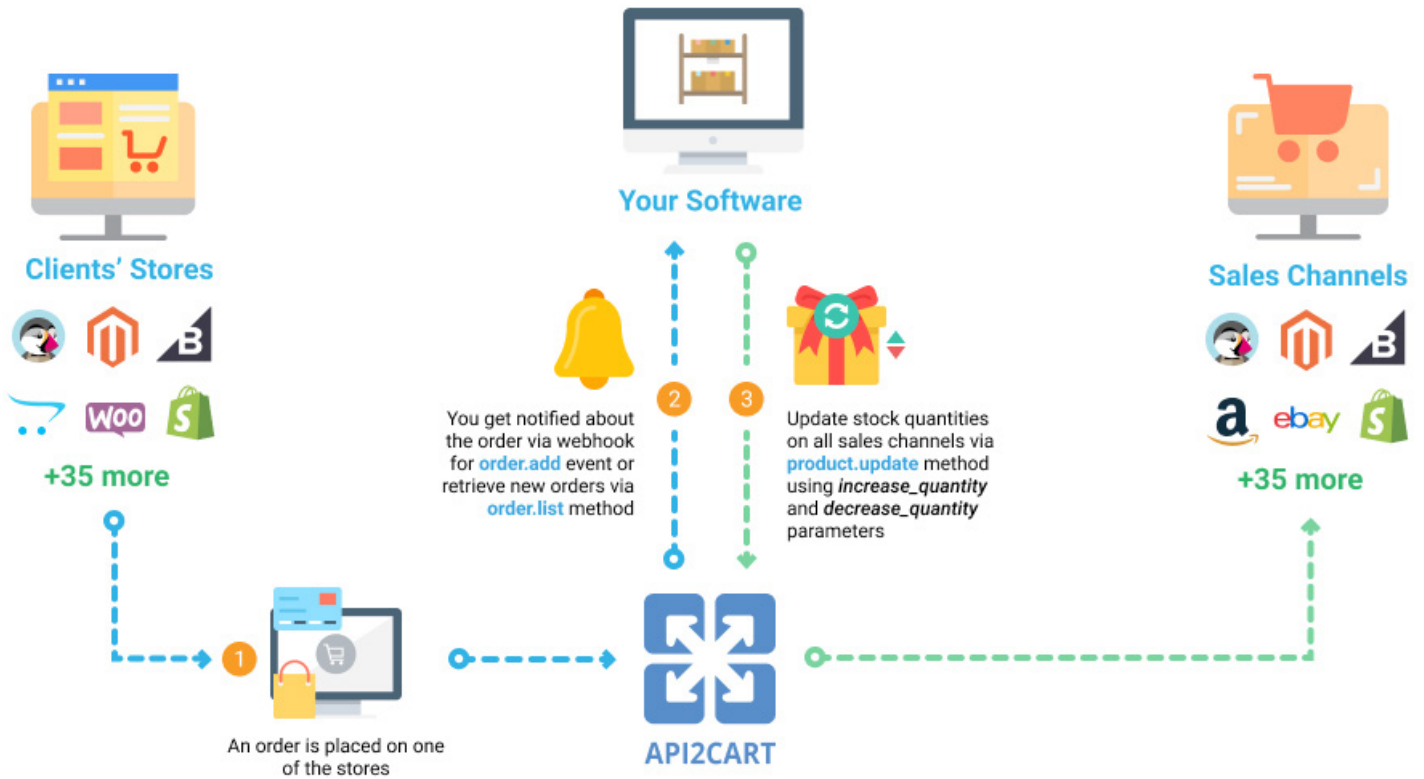 Your Software
Clients' Stores
B
WOO
S
+35 more
Sales Channels
B
a
ebay
S
+35 more
2
You get notified about
the order via webhook
for order.add event or
retrieve new orders via
order.list method
3
Update stock quantities
on all sales channels via
product.update method
using increase_quantity
and decrease_quantity
parameters
1
An order is placed on one
of the stores
API2CART